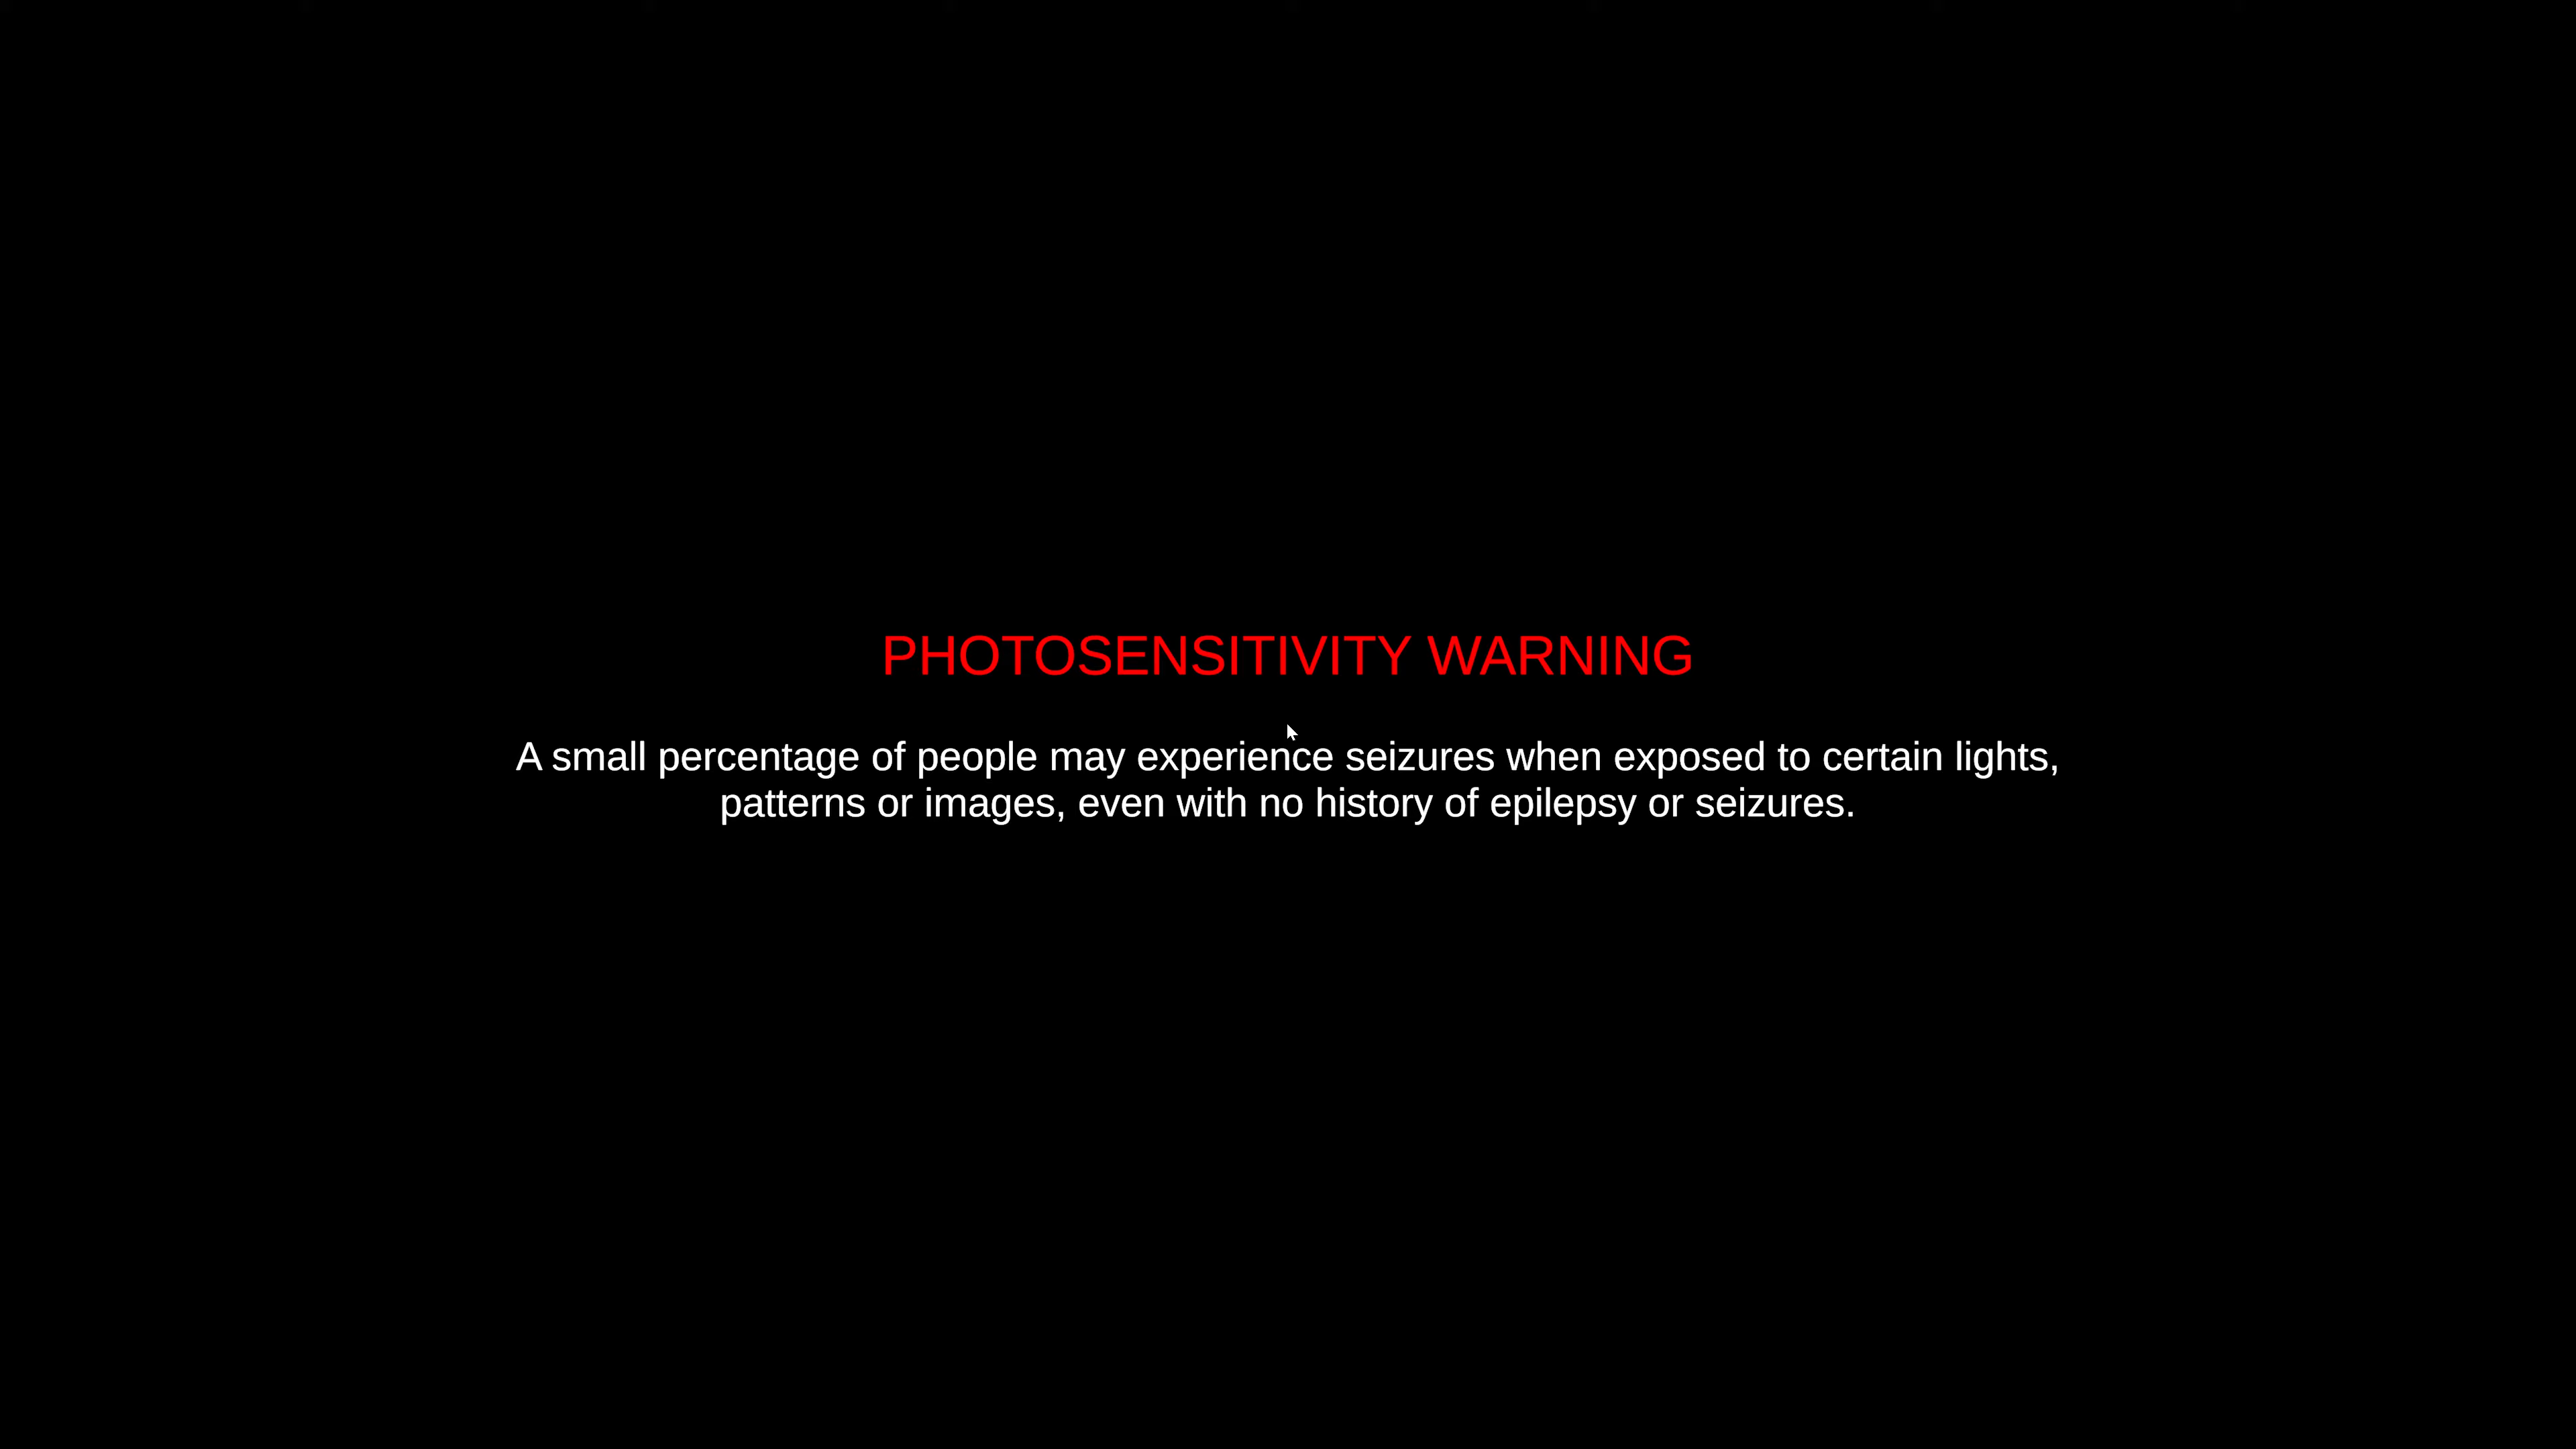 PHOTOSENSITIVITY WARNING
A small percentage of people may experience seizures when exposed to certain lights,
patterns or images, even with no history of epilepsy or seizures.